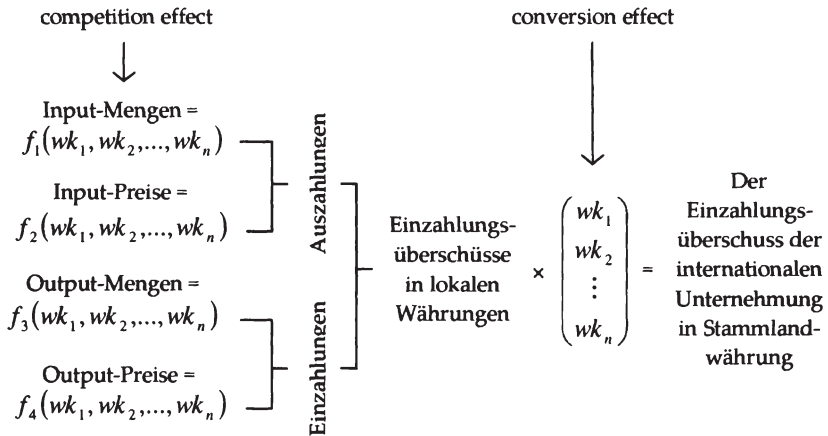 competition effect
conversion effect
Input-Mengen =
f₁(wk₁, wk₂,..., wkₙ)
Input-Preise =
f₂(wk₁, wk₂,..., wkₙ)
Output-Mengen =
f₃(wk₁, wk₂,..., wkₙ)
Output-Preise =
f₄(wk₁, wk₂,..., wkₙ)
Auszahlungen
Einzahlungen
Einzahlungs-
überschüsse
in lokalen
Währungen
×
wk₁
wk₂
⋮
wkₙ
=
Der
Einzahlungs-
überschuss der
internationalen
Unternehmung
in Stammland-
währung